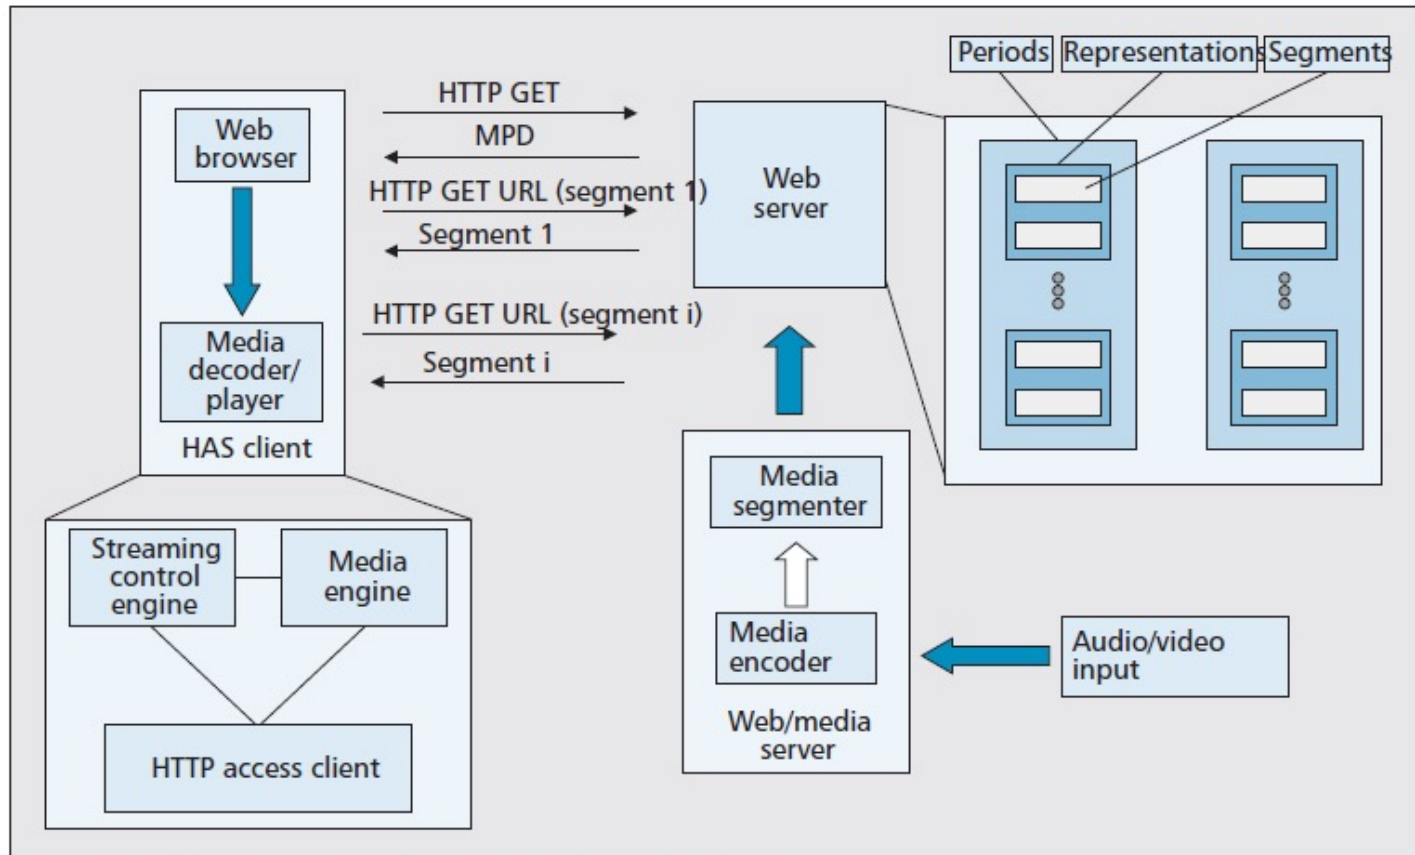 Periods
Representations
Segments
HTTP GET
MPD
HTTP GET URL (segment 1)
Segment 1
HTTP GET URL (segment i)
Segment i
Web
browser
Media
decoder/
player
HAS client
Web
server
Streaming
control
engine
Media
engine
HTTP access client
Media
segmenter
Media
encoder
Web/media
server
Audio/video
input